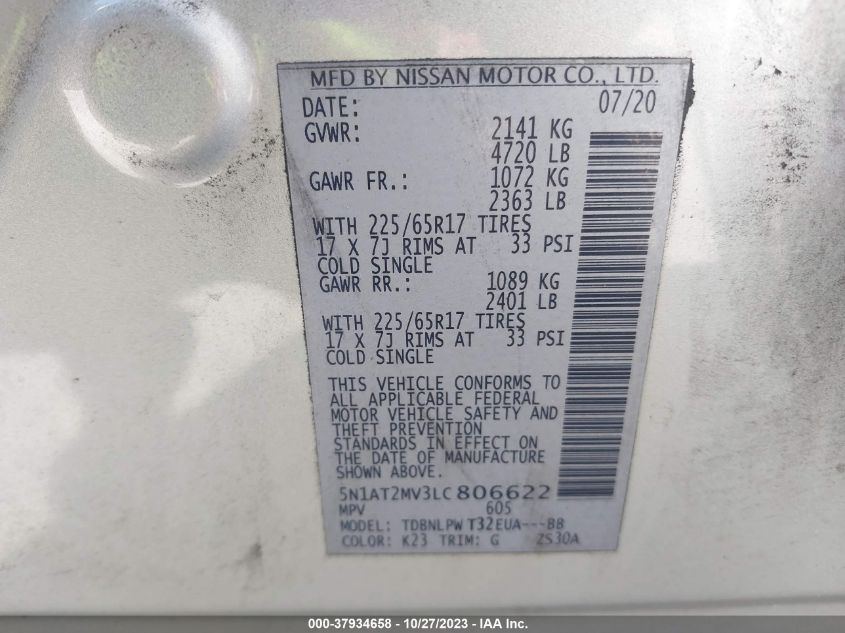 MFD BY NISSAN MOTOR CO., LTD.
DATE: 07/20
GVWR: 2141 KG
4720 LB
GAWR FR.: 1072 KG
2363 LB
WITH 225/65R17 TIRES
17 X 7J RIMS AT 33 PSI
COLD SINGLE
GAWR RR.: 1089 KG
2401 LB
WITH 225/65R17 TIRES
17 X 7J RIMS AT 33 PSI
COLD SINGLE
THIS VEHICLE CONFORMS TO
ALL APPLICABLE FEDERAL
MOTOR VEHICLE SAFETY AND
THEFT PREVENTION
STANDARDS IN EFFECT ON
THE DATE OF MANUFACTURE
SHOWN ABOVE.
5N1AT2MV3LC806622
MPV 605
MODEL: TDBNLPW T32EUA---BB
COLOR: K23 TRIM: G ZS30A
000-37934658 - 10/27/2023 - IAA Inc.